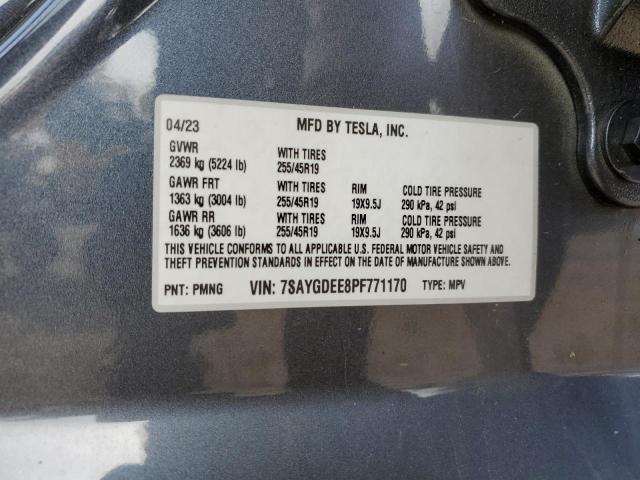 04/23 MFD BY TESLA, INC.
GVWR WITH TIRES
2369 kg (5224 lb) 255/45R19
GAWR FRT WITH TIRES RIM COLD TIRE PRESSURE
1363 kg (3004 lb) 255/45R19 19X9.5J 290 kPa, 42 psi
GAWR RR WITH TIRES RIM COLD TIRE PRESSURE
1636 kg (3606 lb) 255/45R19 19X9.5J 290 kPa, 42 psi
THIS VEHICLE CONFORMS TO ALL APPLICABLE U.S. FEDERAL MOTOR VEHICLE SAFETY AND
THEFT PREVENTION STANDARDS IN EFFECT ON THE DATE OF MANUFACTURE SHOWN ABOVE.
PNT: PMNG VIN: 7SAYGDEE8PF771170 TYPE: MPV